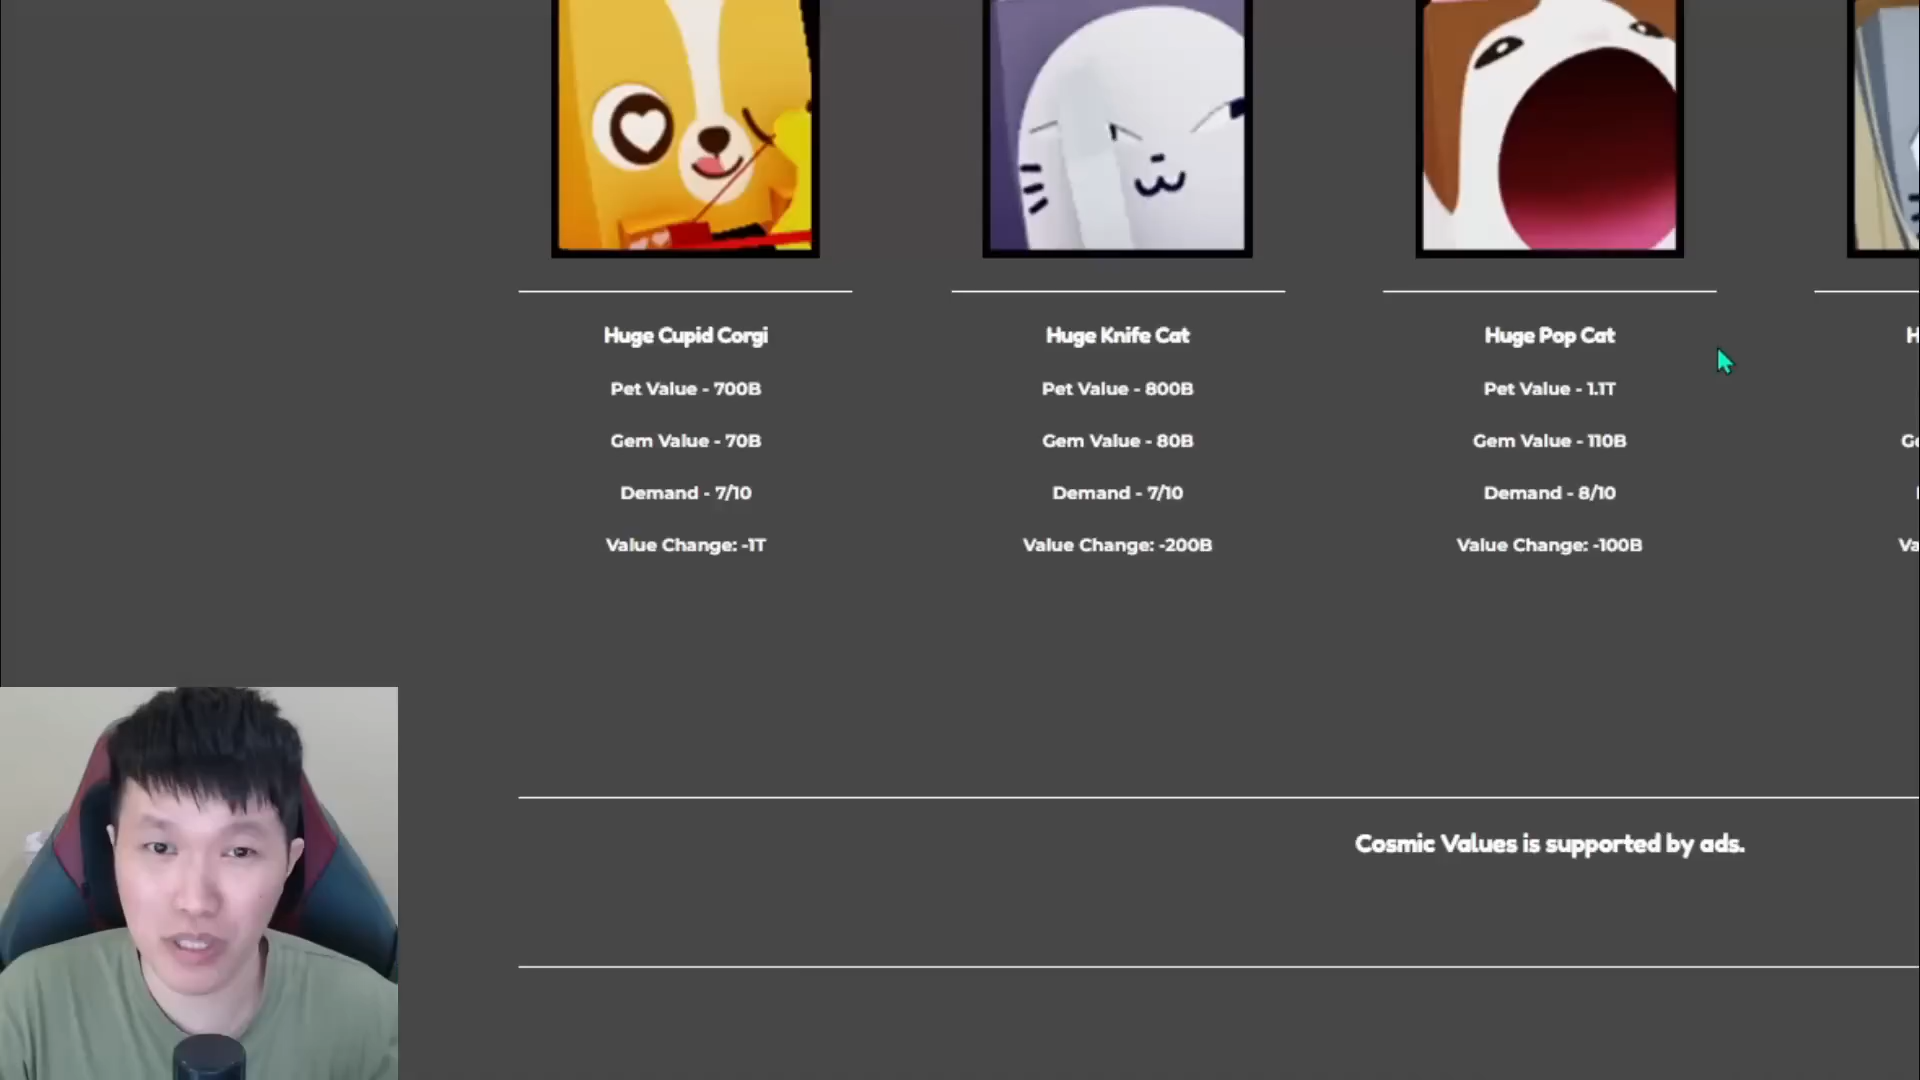 Huge Cupid Corgi
Pet Value - 700B
Gem Value - 70B
Demand - 7/10
Value Change: -1T
Huge Knife Cat
Pet Value - 800B
Gem Value - 80B
Demand - 7/10
Value Change: -200B
Huge Pop Cat
Pet Value - 1.1T
Gem Value - 110B
Demand - 8/10
Value Change: -100B
Cosmic Values is supported by ads.